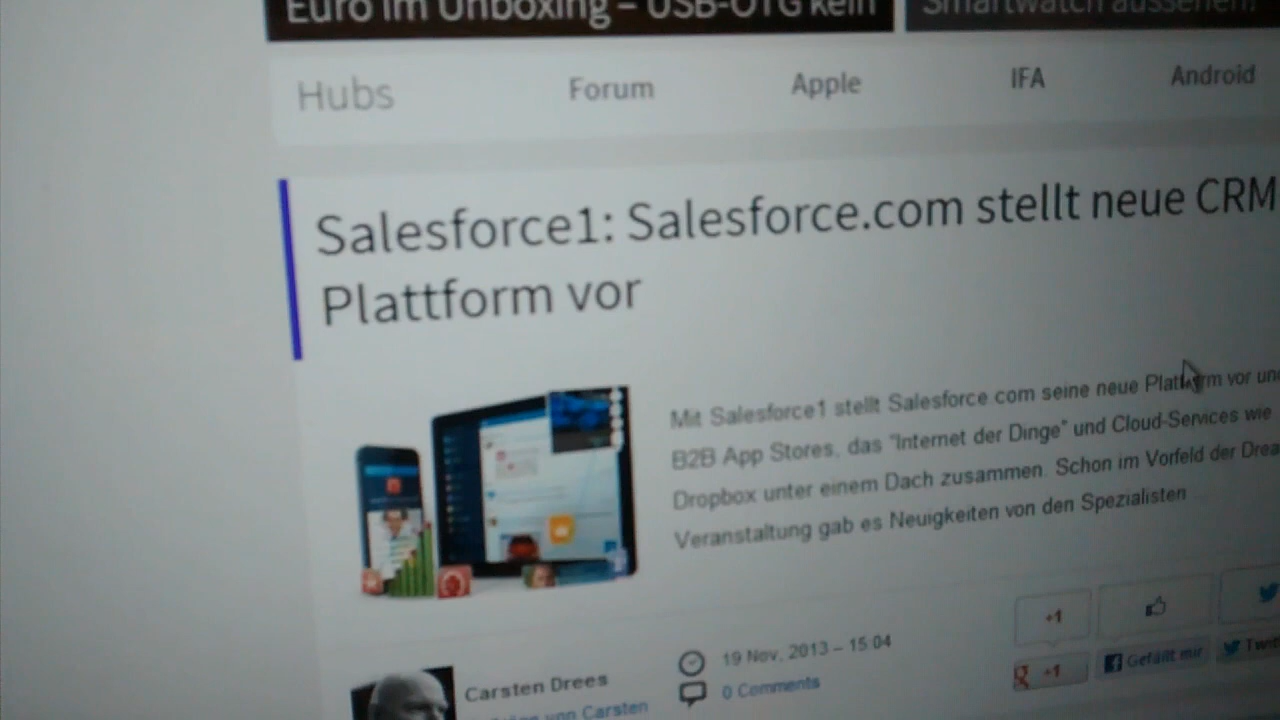 Euro im Unboxing – USB-OTG kein
Smartwatch aussehen
Hubs Forum Apple IFA Android
Salesforce1: Salesforce.com stellt neue CRM
Plattform vor
Mit Salesforce1 stellt Salesforce com seine neue Plattform vor und
B2B App Stores, das "Internet der Dinge" und Cloud-Services wie
Dropbox unter einem Dach zusammen. Schon im Vorfeld der
Veranstaltung gab es Neuigkeiten von den Spezialisten
19 Nov, 2013 – 15:04
0 Comments
Carsten Drees
von Carsten
+1
+1
Gefällt mir